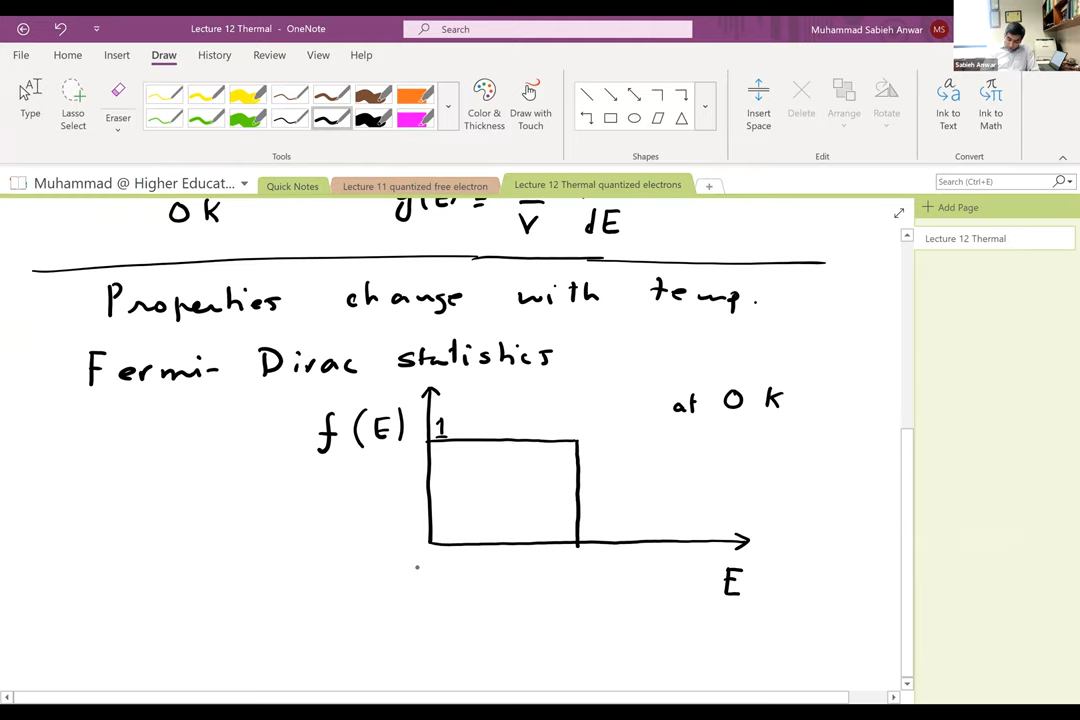 Lecture 12 Thermal - OneNote
Search
Muhammad Sabieh Anwar
MS
Sabieh Anwar
File
Home
Insert
Draw
History
Review
View
Help
Type
Lasso Select
Eraser
Color & Thickness
Draw with Touch
Insert Space
Delete
Arrange
Rotate
Ink to Text
Ink to Math
Tools
Shapes
Edit
Convert
Muhammad @ Higher Educat...
Quick Notes
Lecture 11 quantized free electron
Lecture 12 Thermal quantized electrons
Search (Ctrl+E)
Add Page
Lecture 12 Thermal
0 K
g(E) =
V dE
Properties change with temp.
Fermi- Dirac statistics
at 0 K
f(E)
1
E